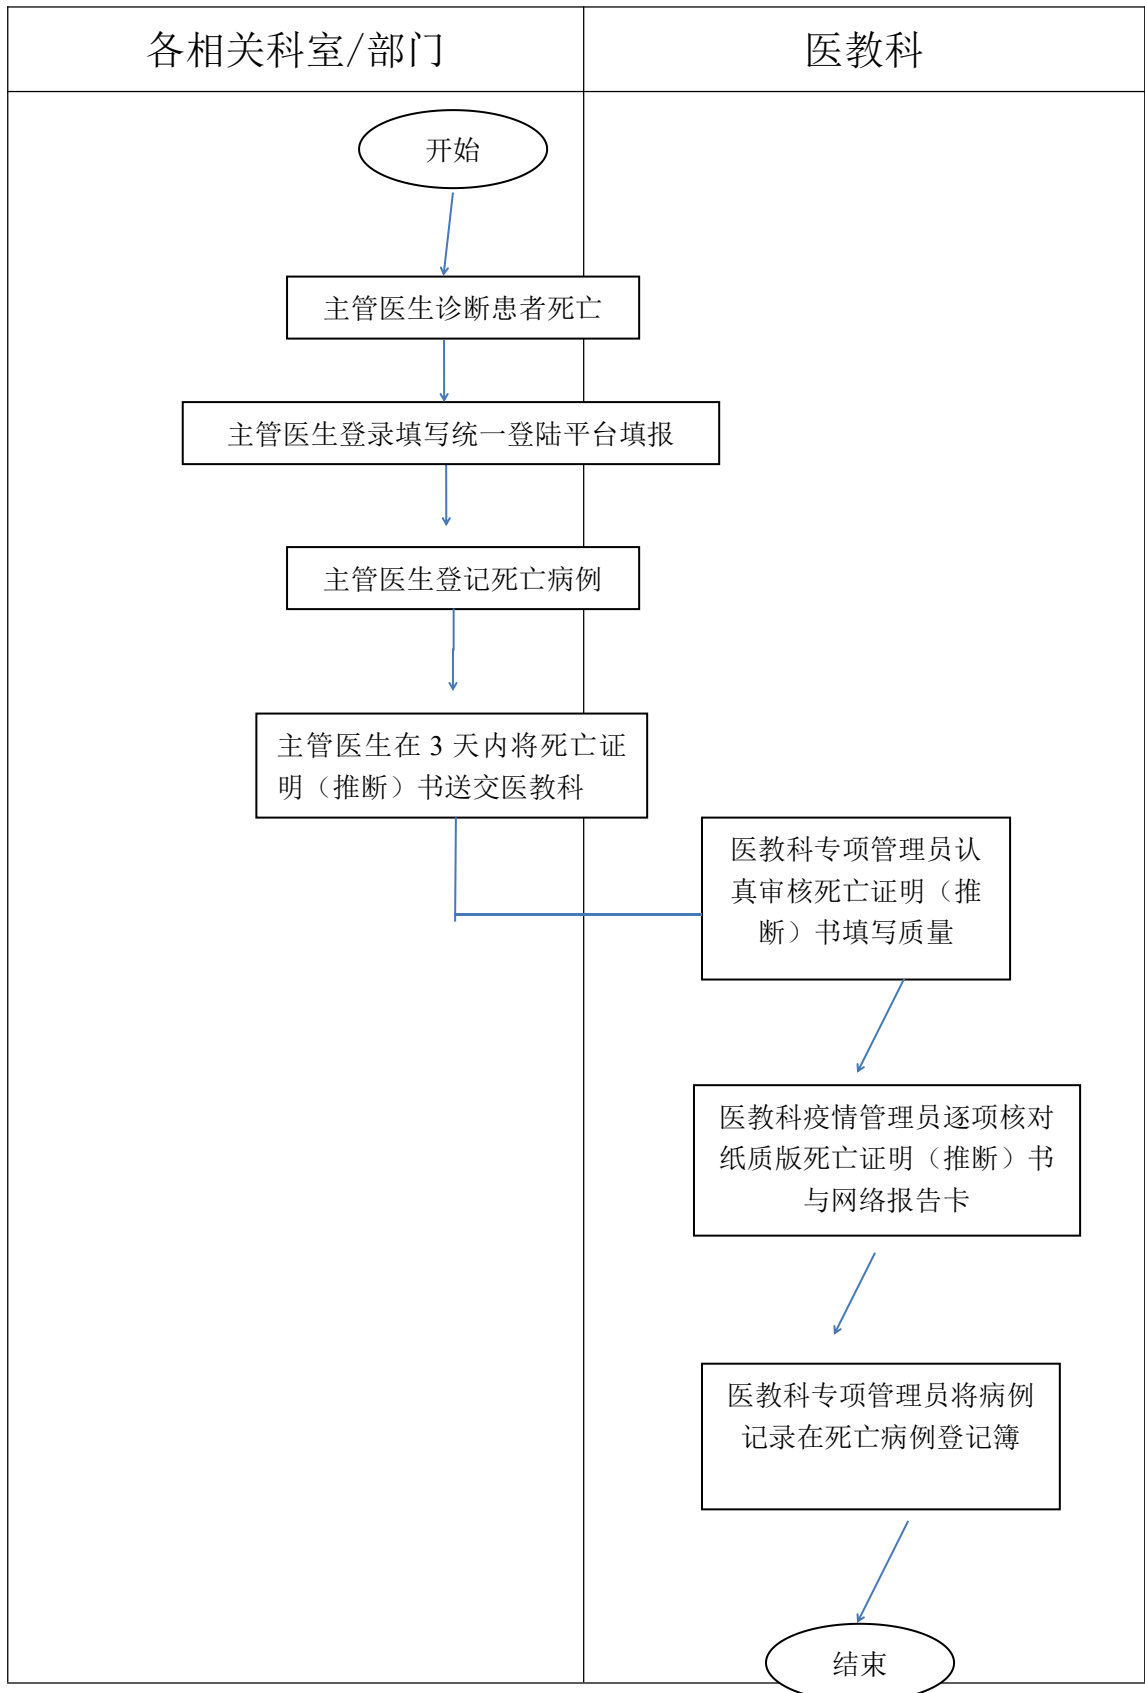 各相关科室/部门
医教科
开始
主管医生诊断患者死亡
主管医生登录填写统一登陆平台填报
主管医生登记死亡病例
主管医生在 3 天内将死亡证
明（推断）书送交医教科
医教科专项管理员认
真审核死亡证明（推
断）书填写质量
医教科疫情管理员逐项核对
纸质版死亡证明（推断）书
与网络报告卡
医教科专项管理员将病例
记录在死亡病例登记簿
结束